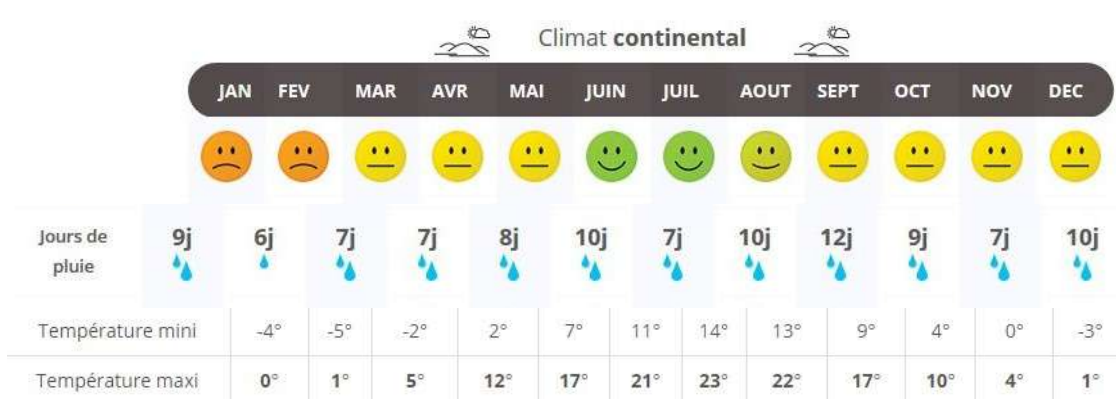 Climat continental
JAN FEV MAR AVR MAI JUIN JUIL AOUT SEPT OCT NOV DEC
Jours de pluie 9j 6j 7j 7j 8j 10j 7j 10j 12j 9j 7j 10j
Température mini -4° -5° -2° 2° 7° 11° 14° 13° 9° 4° 0° -3°
Température maxi 0° 1° 5° 12° 17° 21° 23° 22° 17° 10° 4° 1°